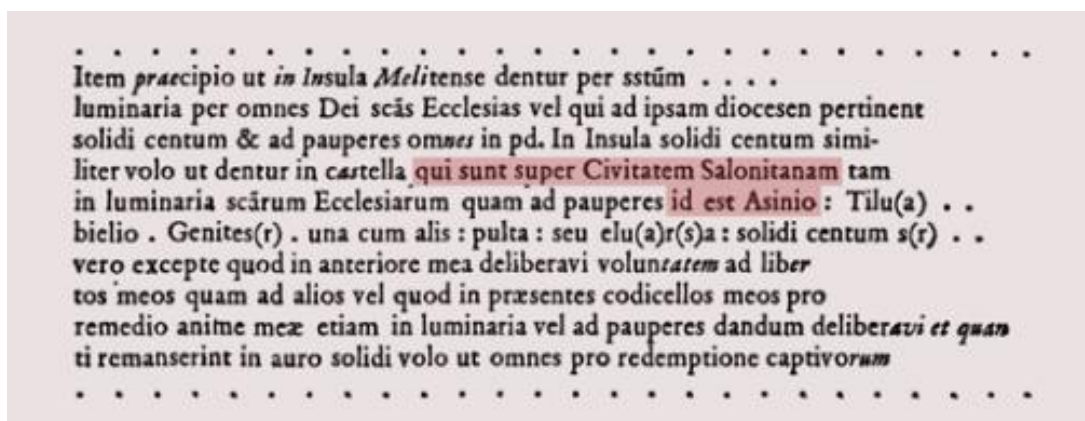 . . . . . . . . . . . . . . . . . . . . . . . . . .
Item praecipio ut in Insula Melitense dentur per sstūm . . . .
luminaria per omnes Dei scās Ecclesias vel qui ad ipsam diocesen pertinent
solidi centum & ad pauperes omnes in pd. In Insula solidi centum simi-
liter volo ut dentur in castella qui sunt super Civitatem Salonitanam tam
in luminaria scārum Ecclesiarum quam ad pauperes id est Asinio : Tilu(a) . .
bielio . Genites(r) . una cum alis : pulta : seu elu(a)r(s)a : solidi centum s(r) . .
vero excepte quod in anteriore mea deliberavi voluntatem ad liber
tos meos quam ad alios vel quod in præsentes codicellos meos pro
remedio anime meæ etiam in luminaria vel ad pauperes dandum deliberavi et quan
ti remanserint in auro solidi volo ut omnes pro redemptione captivorum
. . . . . . . . . . . . . . . . . . . . . . . . . .